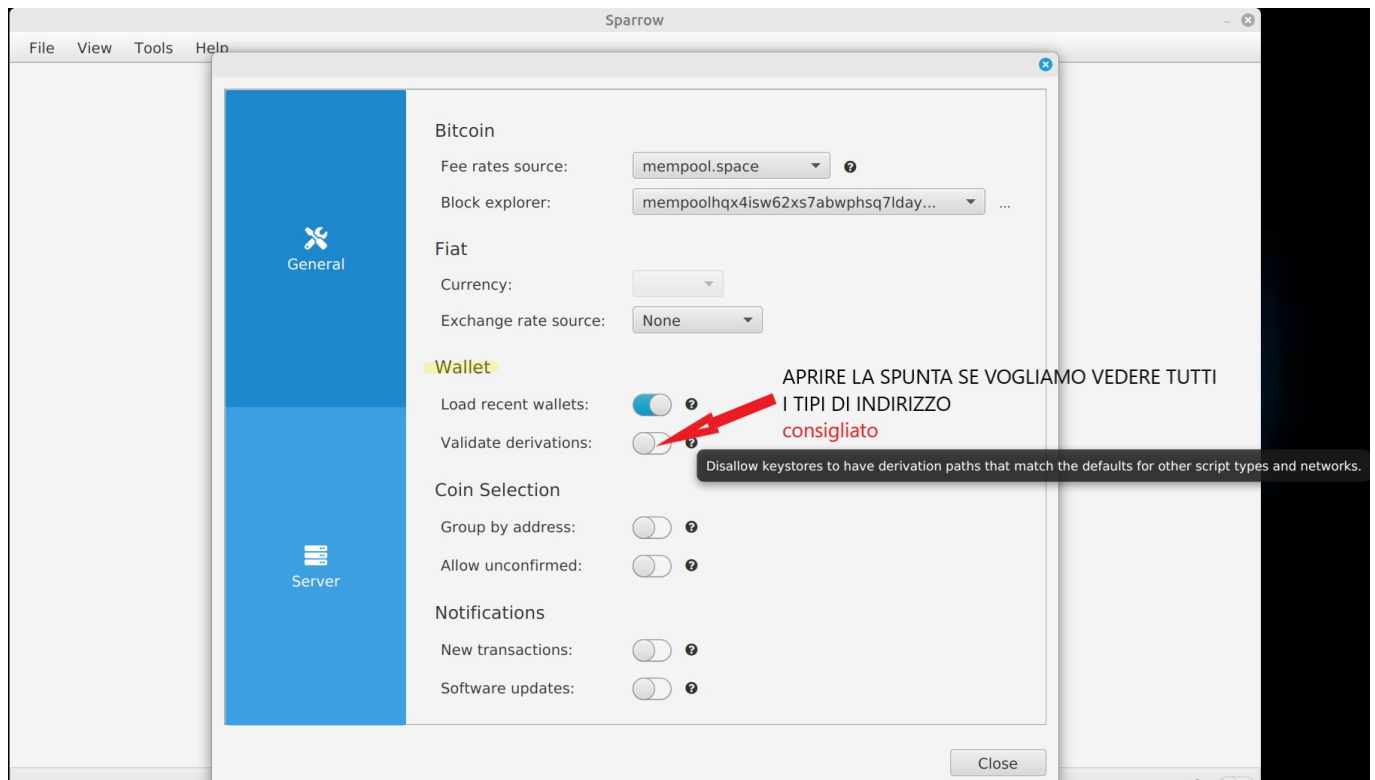 Sparrow
File View Tools Help
Bitcoin
Fee rates source: mempool.space
Block explorer: mempoolhqx4isw62xs7abwphsq7lday... ...
General
Fiat
Currency:
Exchange rate source: None
Wallet
APRIRE LA SPUNTA SE VOGLIAMO VEDERE TUTTI
I TIPI DI INDIRIZZO
consigliato
Load recent wallets:
Validate derivations:
Disallow keystores to have derivation paths that match the defaults for other script types and networks.
Coin Selection
Group by address:
Allow unconfirmed:
Server
Notifications
New transactions:
Software updates:
Close